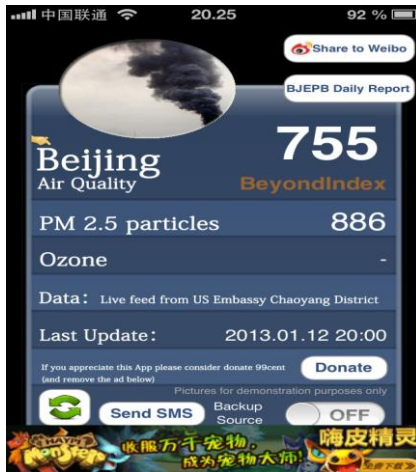 中国联通 20.25 92 %
Share to Weibo
BJEPB Daily Report
755
Beijing
Air Quality BeyondIndex
PM 2.5 particles 886
Ozone -
Data: Live feed from US Embassy Chaoyang District
Last Update: 2013.01.12 20:00
If you appreciate this App please consider donate 99cent
(and remove the ad below)
Donate
Pictures for demonstration purposes only
Send SMS
Backup
Source
OFF
收服万千宠物,
成为宠物大师!
嗨皮精灵
Monster